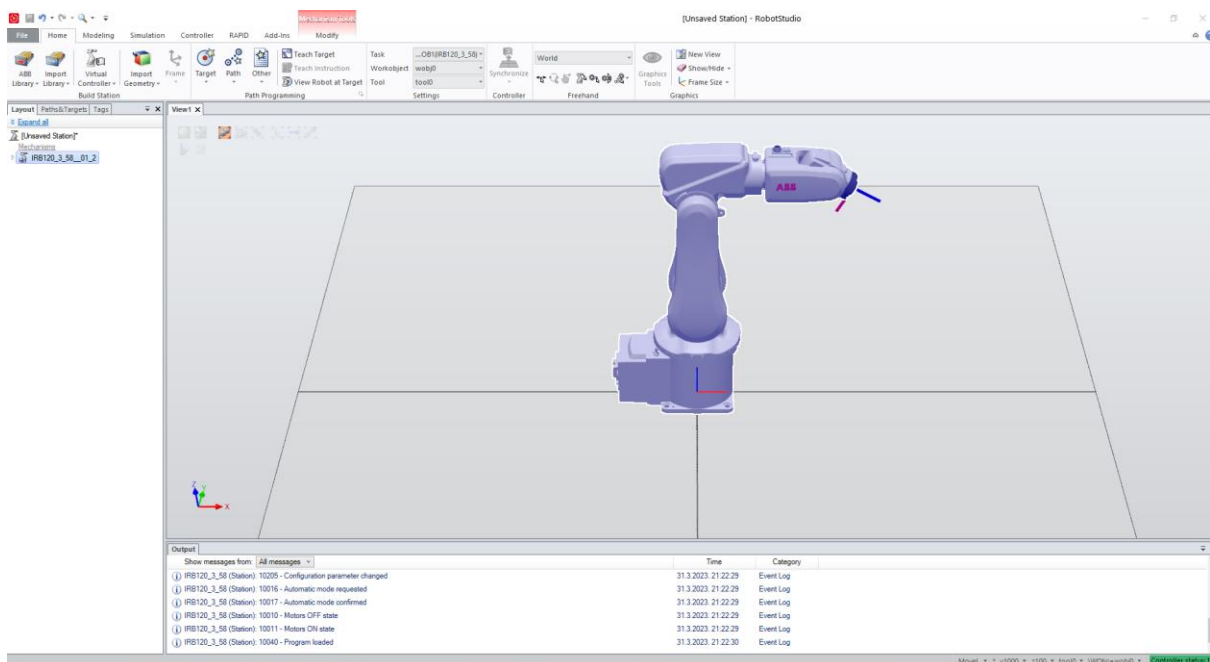 Mechanism Tools
[Unsaved Station] - RobotStudio
File Home Modeling Simulation Controller RAPID Add-Ins Modify
ABB Library
Import Library
Virtual Controller
Import Geometry
Build Station
Frame
Target
Path
Other
Teach Target
Teach Instruction
View Robot at Target
Path Programming
Task ...OB1(IRB120_3_58)
Workobject wobj0
Tool tool0
Settings
Synchronize
Controller
World
Freehand
Graphics Tools
New View
Show/Hide
Frame Size
Graphics
Layout Paths&Targets Tags
View1
Expand all
[Unsaved Station]*
Mechanisms
IRB120_3_58__01_2
ABB
Z
Y
X
Output
Show messages from: All messages Time Category
IRB120_3_58 (Station): 10205 - Configuration parameter changed 31.3.2023. 21:22:29 Event Log
IRB120_3_58 (Station): 10016 - Automatic mode requested 31.3.2023. 21:22:29 Event Log
IRB120_3_58 (Station): 10017 - Automatic mode confirmed 31.3.2023. 21:22:29 Event Log
IRB120_3_58 (Station): 10010 - Motors OFF state 31.3.2023. 21:22:29 Event Log
IRB120_3_58 (Station): 10011 - Motors ON state 31.3.2023. 21:22:29 Event Log
IRB120_3_58 (Station): 10040 - Program loaded 31.3.2023. 21:22:30 Event Log